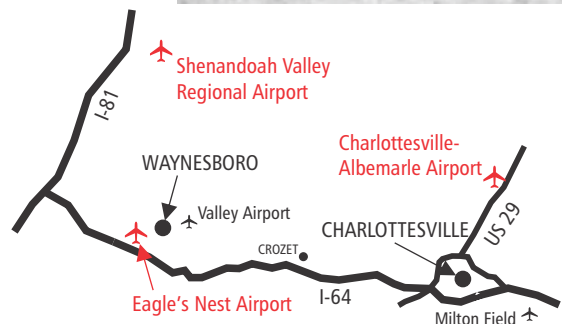 Shenandoah Valley
Regional Airport
I-81
Charlottesville-
Albemarle Airport
WAYNESBORO
Valley Airport
CHARLOTTESVILLE
US 29
CROZET
Eagle's Nest Airport
I-64
Milton Field